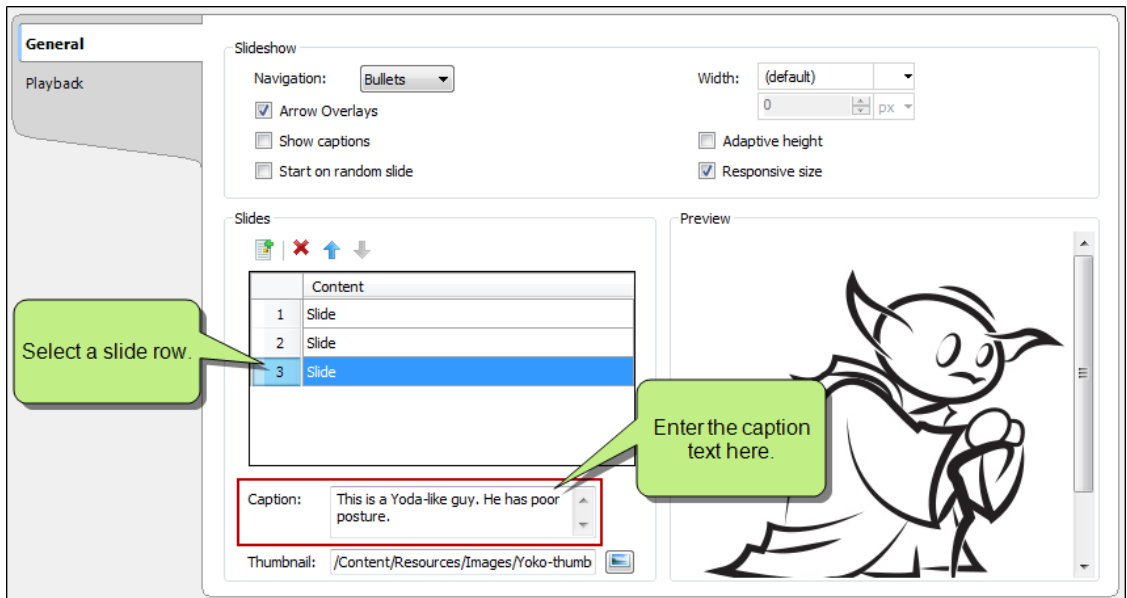 General
Playback
Slideshow
Navigation: Bullets
Arrow Overlays
Show captions
Start on random slide
Width: (default)
0 px
Adaptive height
Responsive size
Slides
Content
1 Slide
2 Slide
3 Slide
Select a slide row.
Caption: This is a Yoda-like guy. He has poor
posture.
Thumbnail: /Content/Resources/Images/Yoko-thumb
Preview
Enter the caption
text here.